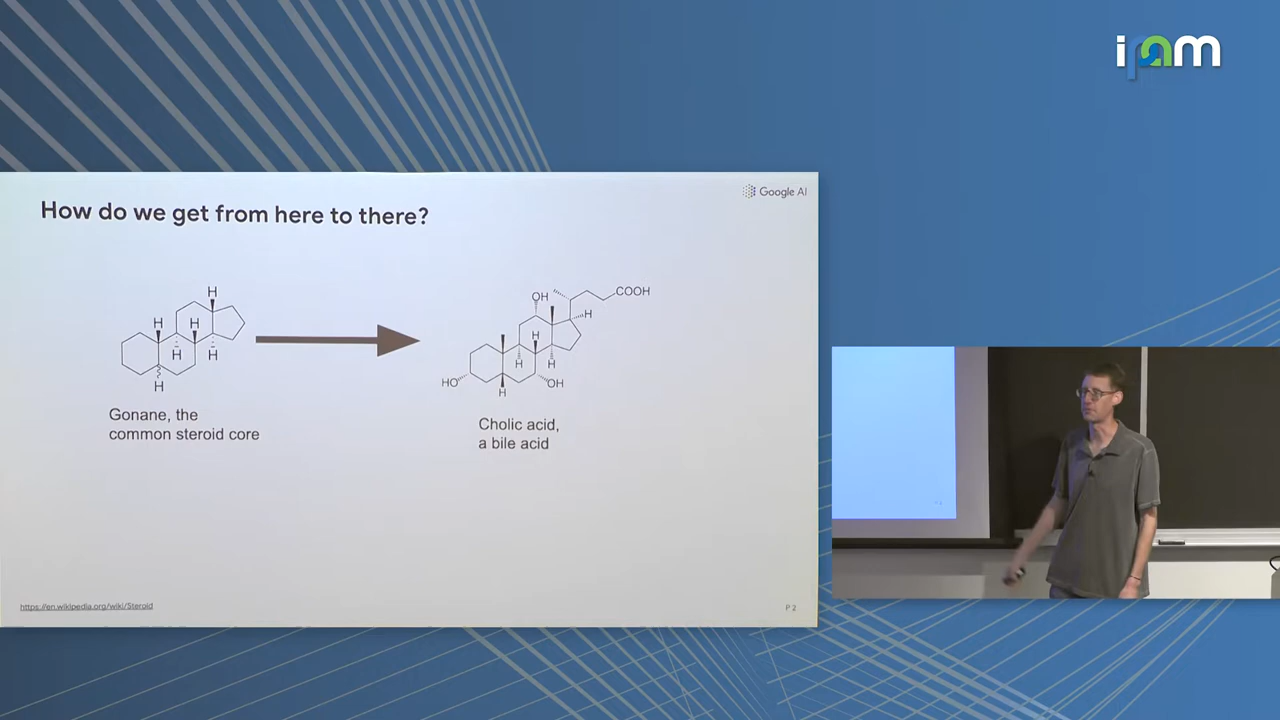 ipam
Google AI
How do we get from here to there?
H
H
H
H
H
H
Gonane, the
common steroid core
OH
COOH
H
H
H
H
HO
OH
H
Cholic acid,
a bile acid
https://en.wikipedia.org/wiki/Steroid
P 2